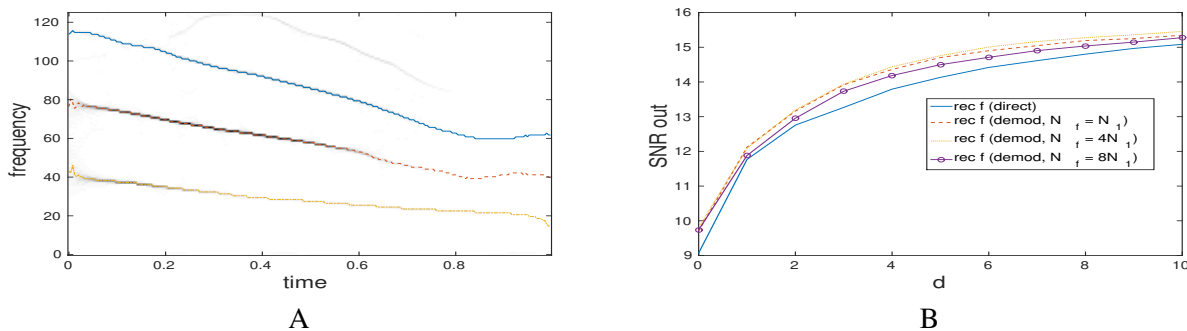 120
100
80
60
40
20
0
frequency
0
0.2
0.4
0.6
0.8
time
A
16
15
14
13
12
11
10
9
SNR out
0
2
4
6
8
10
d
rec f (direct)
rec f (demod, N f = N 1)
rec f (demod, N f = 4N 1)
rec f (demod, N f = 8N 1)
B